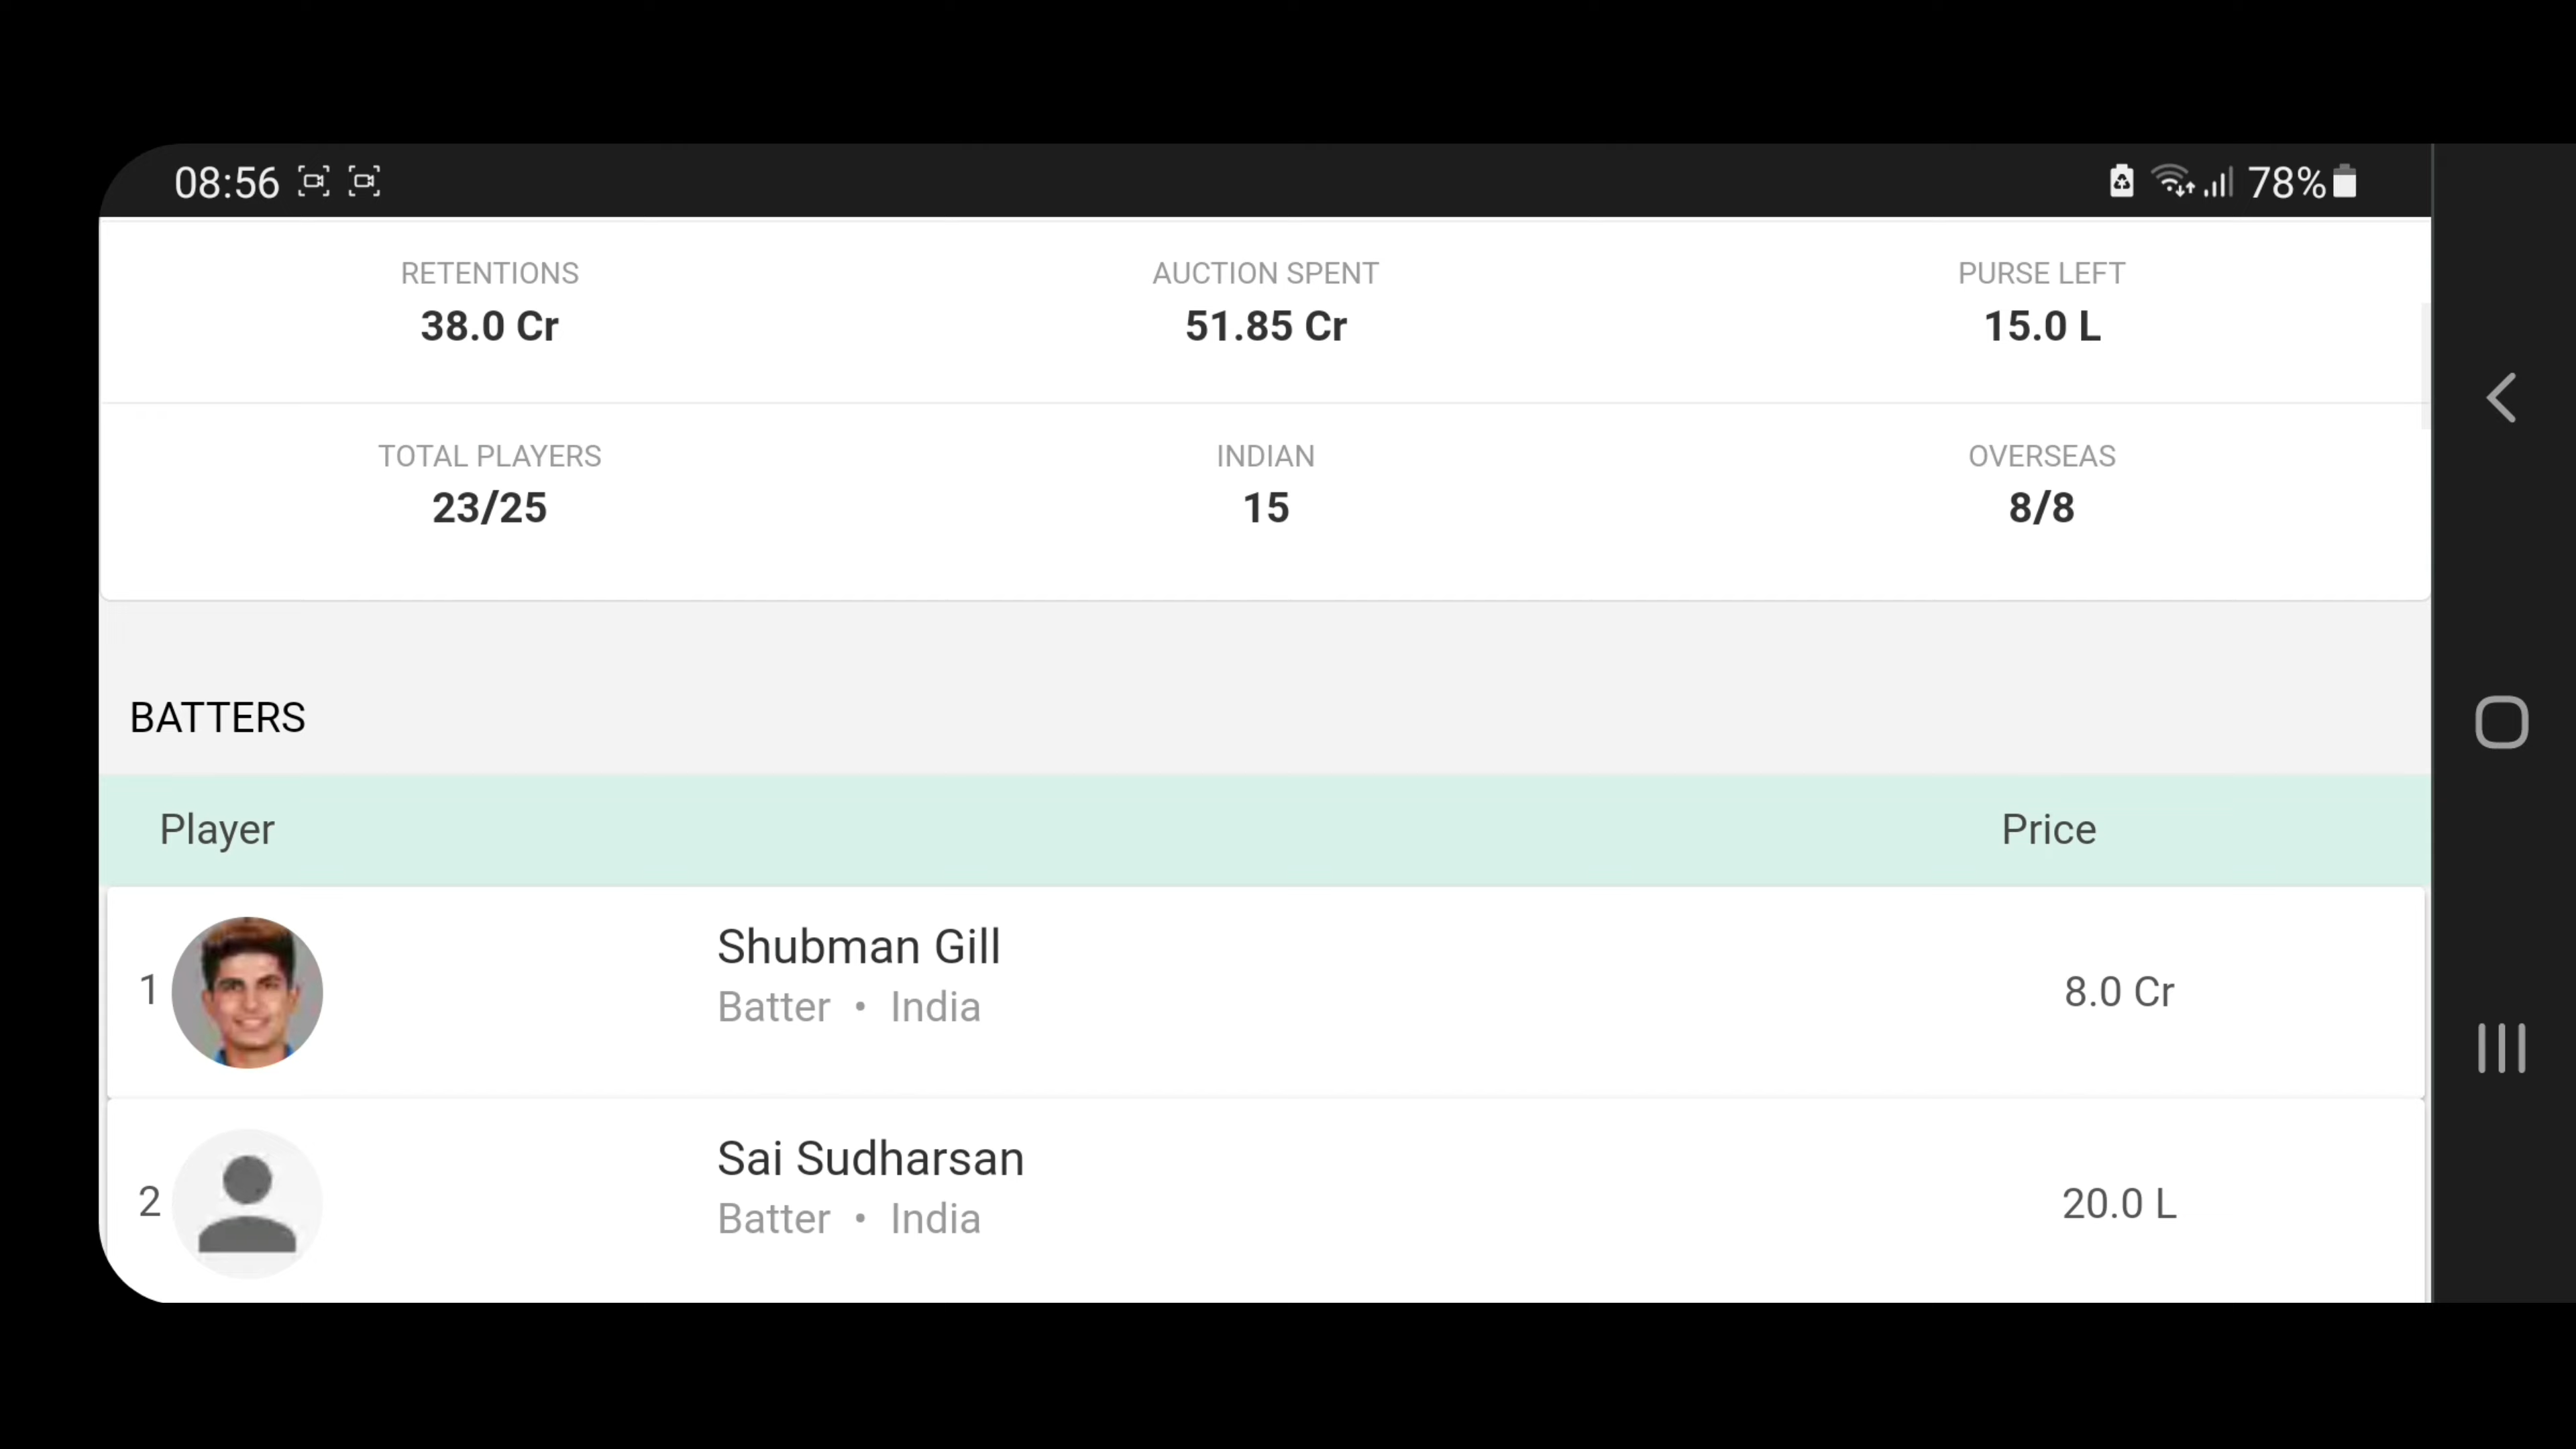 08:56
78%
RETENTIONS
38.0 Cr
AUCTION SPENT
51.85 Cr
PURSE LEFT
15.0 L
TOTAL PLAYERS
23/25
INDIAN
15
OVERSEAS
8/8
BATTERS
Player
Price
1
Shubman Gill
Batter • India
8.0 Cr
2
Sai Sudharsan
Batter • India
20.0 L